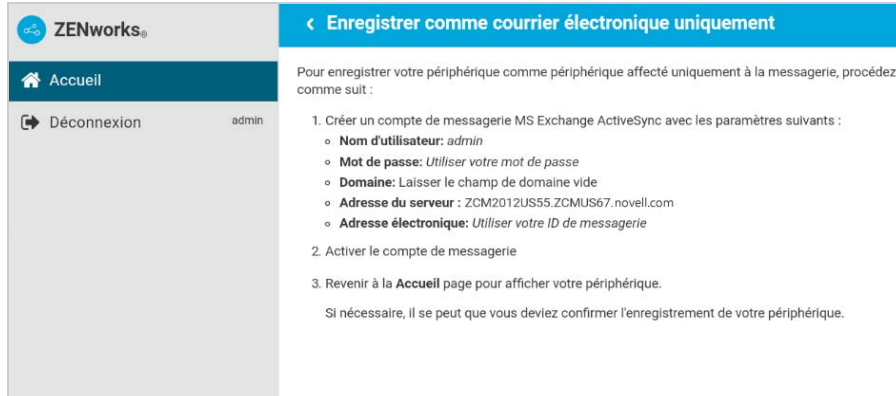 ZENworks®
Accueil
Déconnexion admin
‹ Enregistrer comme courrier électronique uniquement
Pour enregistrer votre périphérique comme périphérique affecté uniquement à la messagerie, procédez
comme suit :
1. Créer un compte de messagerie MS Exchange ActiveSync avec les paramètres suivants :
Nom d'utilisateur: admin
Mot de passe: Utiliser votre mot de passe
Domaine: Laisser le champ de domaine vide
Adresse du serveur : ZCM2012US55.ZCMUS67.novell.com
Adresse électronique: Utiliser votre ID de messagerie
2. Activer le compte de messagerie
3. Revenir à la Accueil page pour afficher votre périphérique.
Si nécessaire, il se peut que vous deviez confirmer l'enregistrement de votre périphérique.